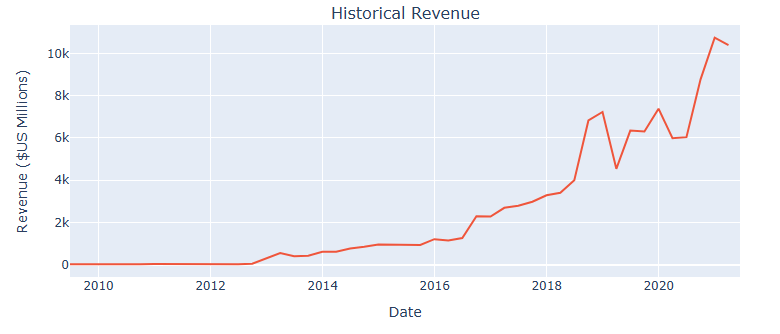 Historical Revenue
10k
8k
6k
4k
2k
0
Revenue ($US Millions)
2010
2012
2014
2016
2018
2020
Date